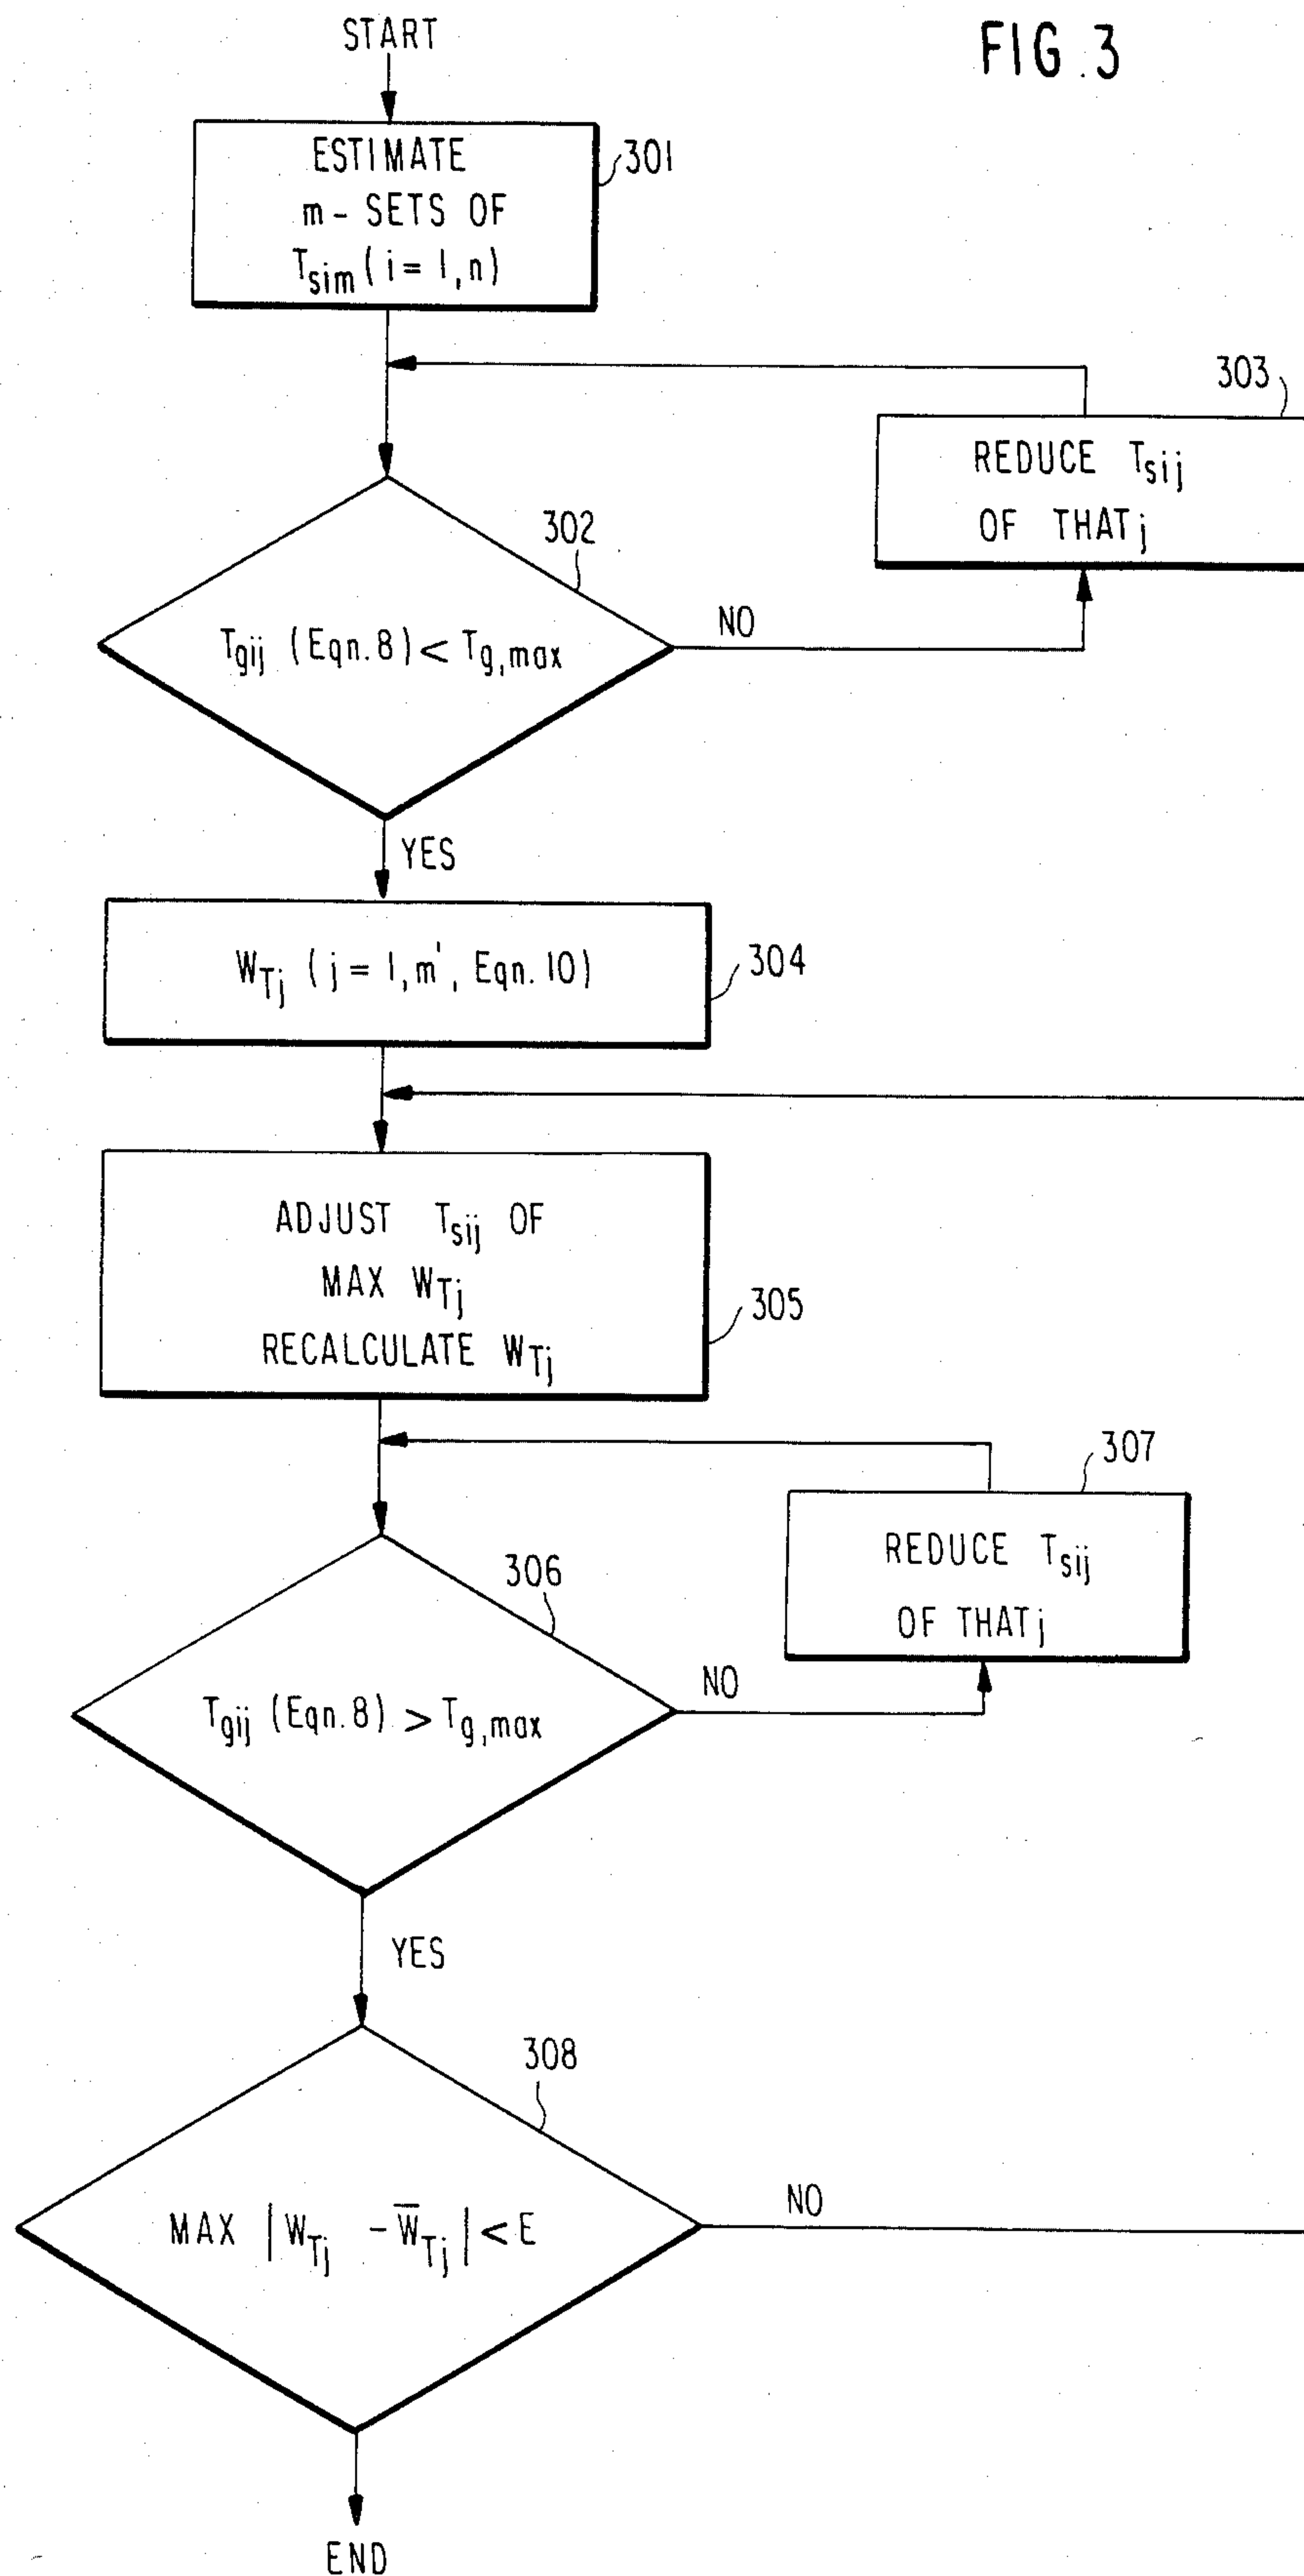 START
FIG.3
ESTIMATE
m- SETS OF
Tsim(i= 1,n)
301
303
REDUCE Tsij
OF THAT j
302
Tgij (Eqn.8)< Tg,max
NO
YES
WTj (j= 1,m', Eqn.10)
304
ADJUST Tsij OF
MAX WTj
RECALCULATE WTj
305
307
REDUCE Tsij
OF THAT j
306
Tgij (Eqn.8) > Tg,max
NO
YES
308
MAX |WTj - W̅Tj|<E
NO
END